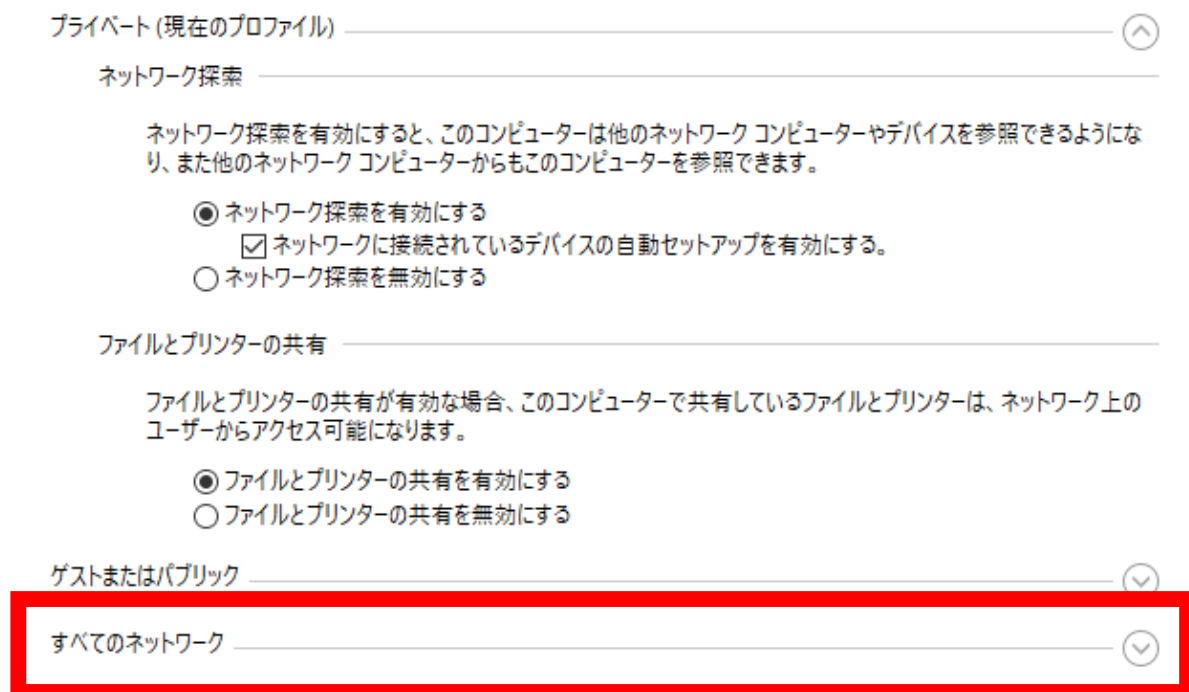 プライベート (現在のプロファイル)
ネットワーク探索
ネットワーク探索を有効にすると、このコンピューターは他のネットワーク コンピューターやデバイスを参照できるようにな
り、また他のネットワーク コンピューターからもこのコンピューターを参照できます。
ネットワーク探索を有効にする
ネットワークに接続されているデバイスの自動セットアップを有効にする。
ネットワーク探索を無効にする
ファイルとプリンターの共有
ファイルとプリンターの共有が有効な場合、このコンピューターで共有しているファイルとプリンターは、ネットワーク上の
ユーザーからアクセス可能になります。
ファイルとプリンターの共有を有効にする
ファイルとプリンターの共有を無効にする
ゲストまたはパブリック
すべてのネットワーク